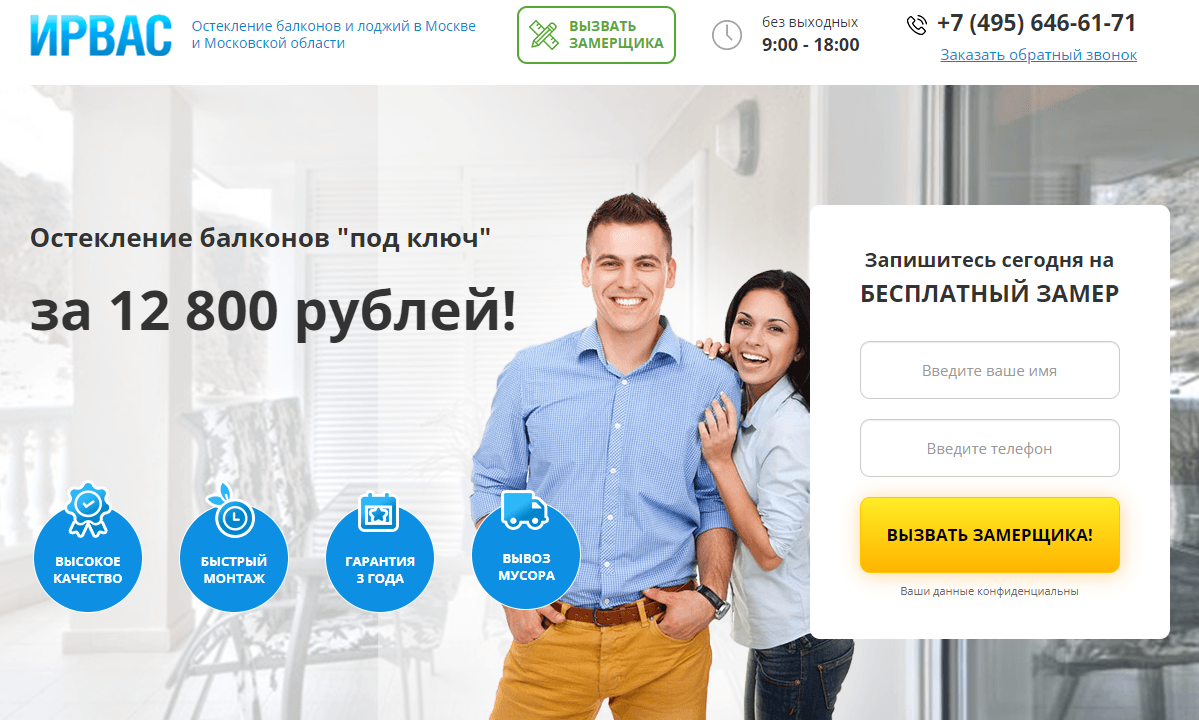 ИРВАС
Остекление балконов и лоджий в Москве
и Московской области
ВЫЗВАТЬ
ЗАМЕРЩИКА
без выходных
9:00 - 18:00
+7 (495) 646-61-71
Заказать обратный звонок
Остекление балконов "под ключ"
за 12 800 рублей!
ВЫСОКОЕ
КАЧЕСТВО
БЫСТРЫЙ
МОНТАЖ
ГАРАНТИЯ
3 ГОДА
ВЫВОЗ
МУСОРА
Запишитесь сегодня на
БЕСПЛАТНЫЙ ЗАМЕР
Введите ваше имя
Введите телефон
ВЫЗВАТЬ ЗАМЕРЩИКА!
Ваши данные конфиденциальны